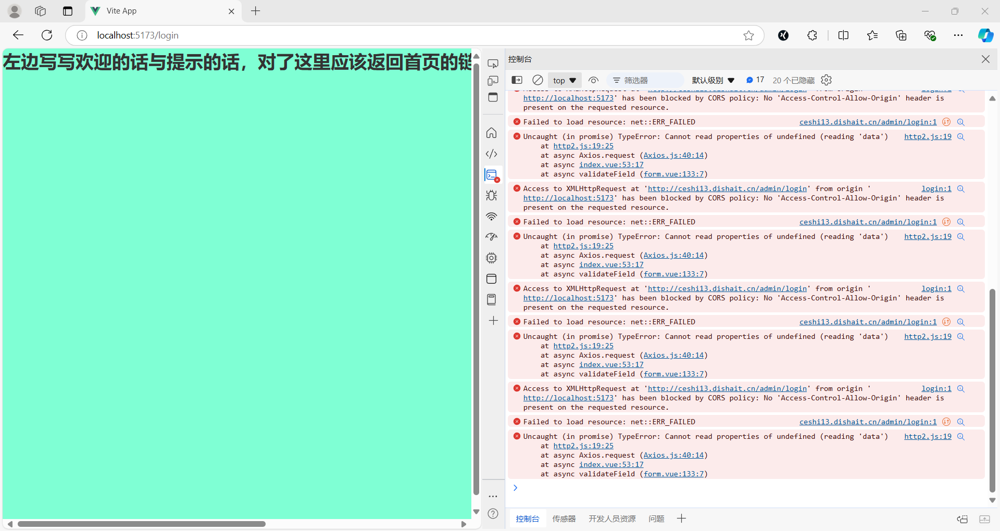 Vite App
localhost:5173/login
左边写写欢迎的话与提示的话，对了这里应该返回首页的链
控制台
top
筛选器
默认级别
17
20 个已隐藏
Access to XMLHttpRequest at 'http://ceshi13.dishait.cn/admin/login' from origin ' login:1
http://localhost:5173' has been blocked by CORS policy: No 'Access-Control-Allow-Origin' header is
present on the requested resource.
Failed to load resource: net::ERR_FAILED ceshi13.dishait.cn/admin/login:1
Uncaught (in promise) TypeError: Cannot read properties of undefined (reading 'data') http2.js:19
at http2.js:19:25
at async Axios.request (Axios.js:40:14)
at async index.vue:53:17
at async validateField (form.vue:133:7)
Access to XMLHttpRequest at 'http://ceshi13.dishait.cn/admin/login' from origin ' login:1
http://localhost:5173' has been blocked by CORS policy: No 'Access-Control-Allow-Origin' header is
present on the requested resource.
Failed to load resource: net::ERR_FAILED ceshi13.dishait.cn/admin/login:1
Uncaught (in promise) TypeError: Cannot read properties of undefined (reading 'data') http2.js:19
at http2.js:19:25
at async Axios.request (Axios.js:40:14)
at async index.vue:53:17
at async validateField (form.vue:133:7)
Access to XMLHttpRequest at 'http://ceshi13.dishait.cn/admin/login' from origin ' login:1
http://localhost:5173' has been blocked by CORS policy: No 'Access-Control-Allow-Origin' header is
present on the requested resource.
Failed to load resource: net::ERR_FAILED ceshi13.dishait.cn/admin/login:1
Uncaught (in promise) TypeError: Cannot read properties of undefined (reading 'data') http2.js:19
at http2.js:19:25
at async Axios.request (Axios.js:40:14)
at async index.vue:53:17
at async validateField (form.vue:133:7)
Access to XMLHttpRequest at 'http://ceshi13.dishait.cn/admin/login' from origin ' login:1
http://localhost:5173' has been blocked by CORS policy: No 'Access-Control-Allow-Origin' header is
present on the requested resource.
Failed to load resource: net::ERR_FAILED ceshi13.dishait.cn/admin/login:1
Uncaught (in promise) TypeError: Cannot read properties of undefined (reading 'data') http2.js:19
at http2.js:19:25
at async Axios.request (Axios.js:40:14)
at async index.vue:53:17
at async validateField (form.vue:133:7)
控制台 传感器 开发人员资源 问题